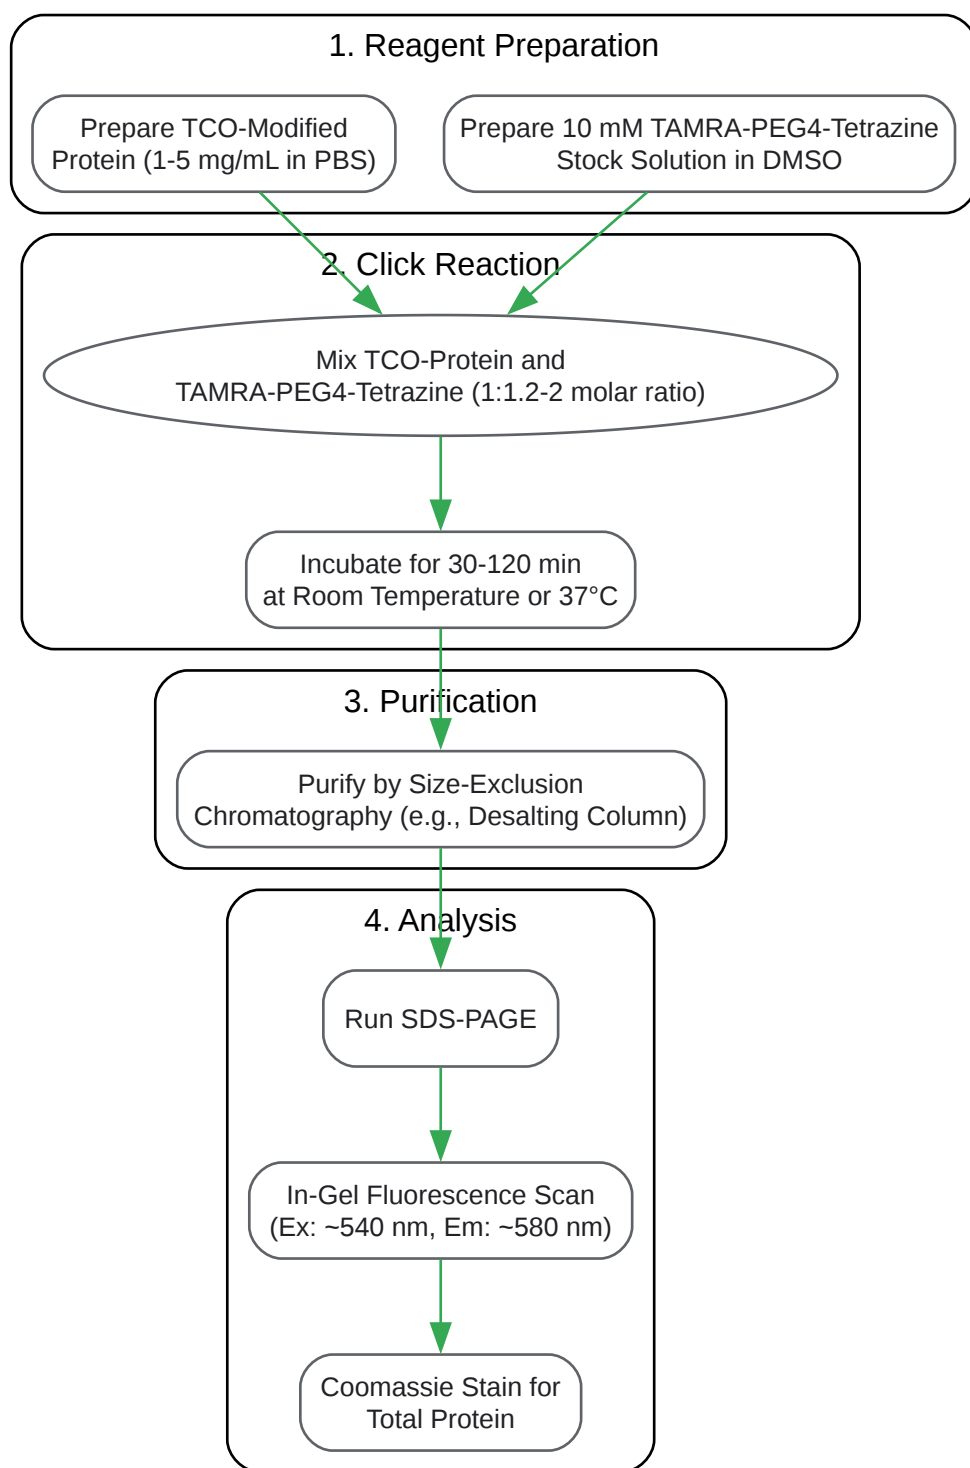 1. Reagent Preparation
Prepare TCO-Modified
Protein (1-5 mg/mL in PBS)
Prepare 10 mM TAMRA-PEG4-Tetrazine
Stock Solution in DMSO
2. Click Reaction
Mix TCO-Protein and
TAMRA-PEG4-Tetrazine (1:1.2-2 molar ratio)
Incubate for 30-120 min
at Room Temperature or 37°C
3. Purification
Purify by Size-Exclusion
Chromatography (e.g., Desalting Column)
4. Analysis
Run SDS-PAGE
In-Gel Fluorescence Scan
(Ex: ~540 nm, Em: ~580 nm)
Coomassie Stain for
Total Protein